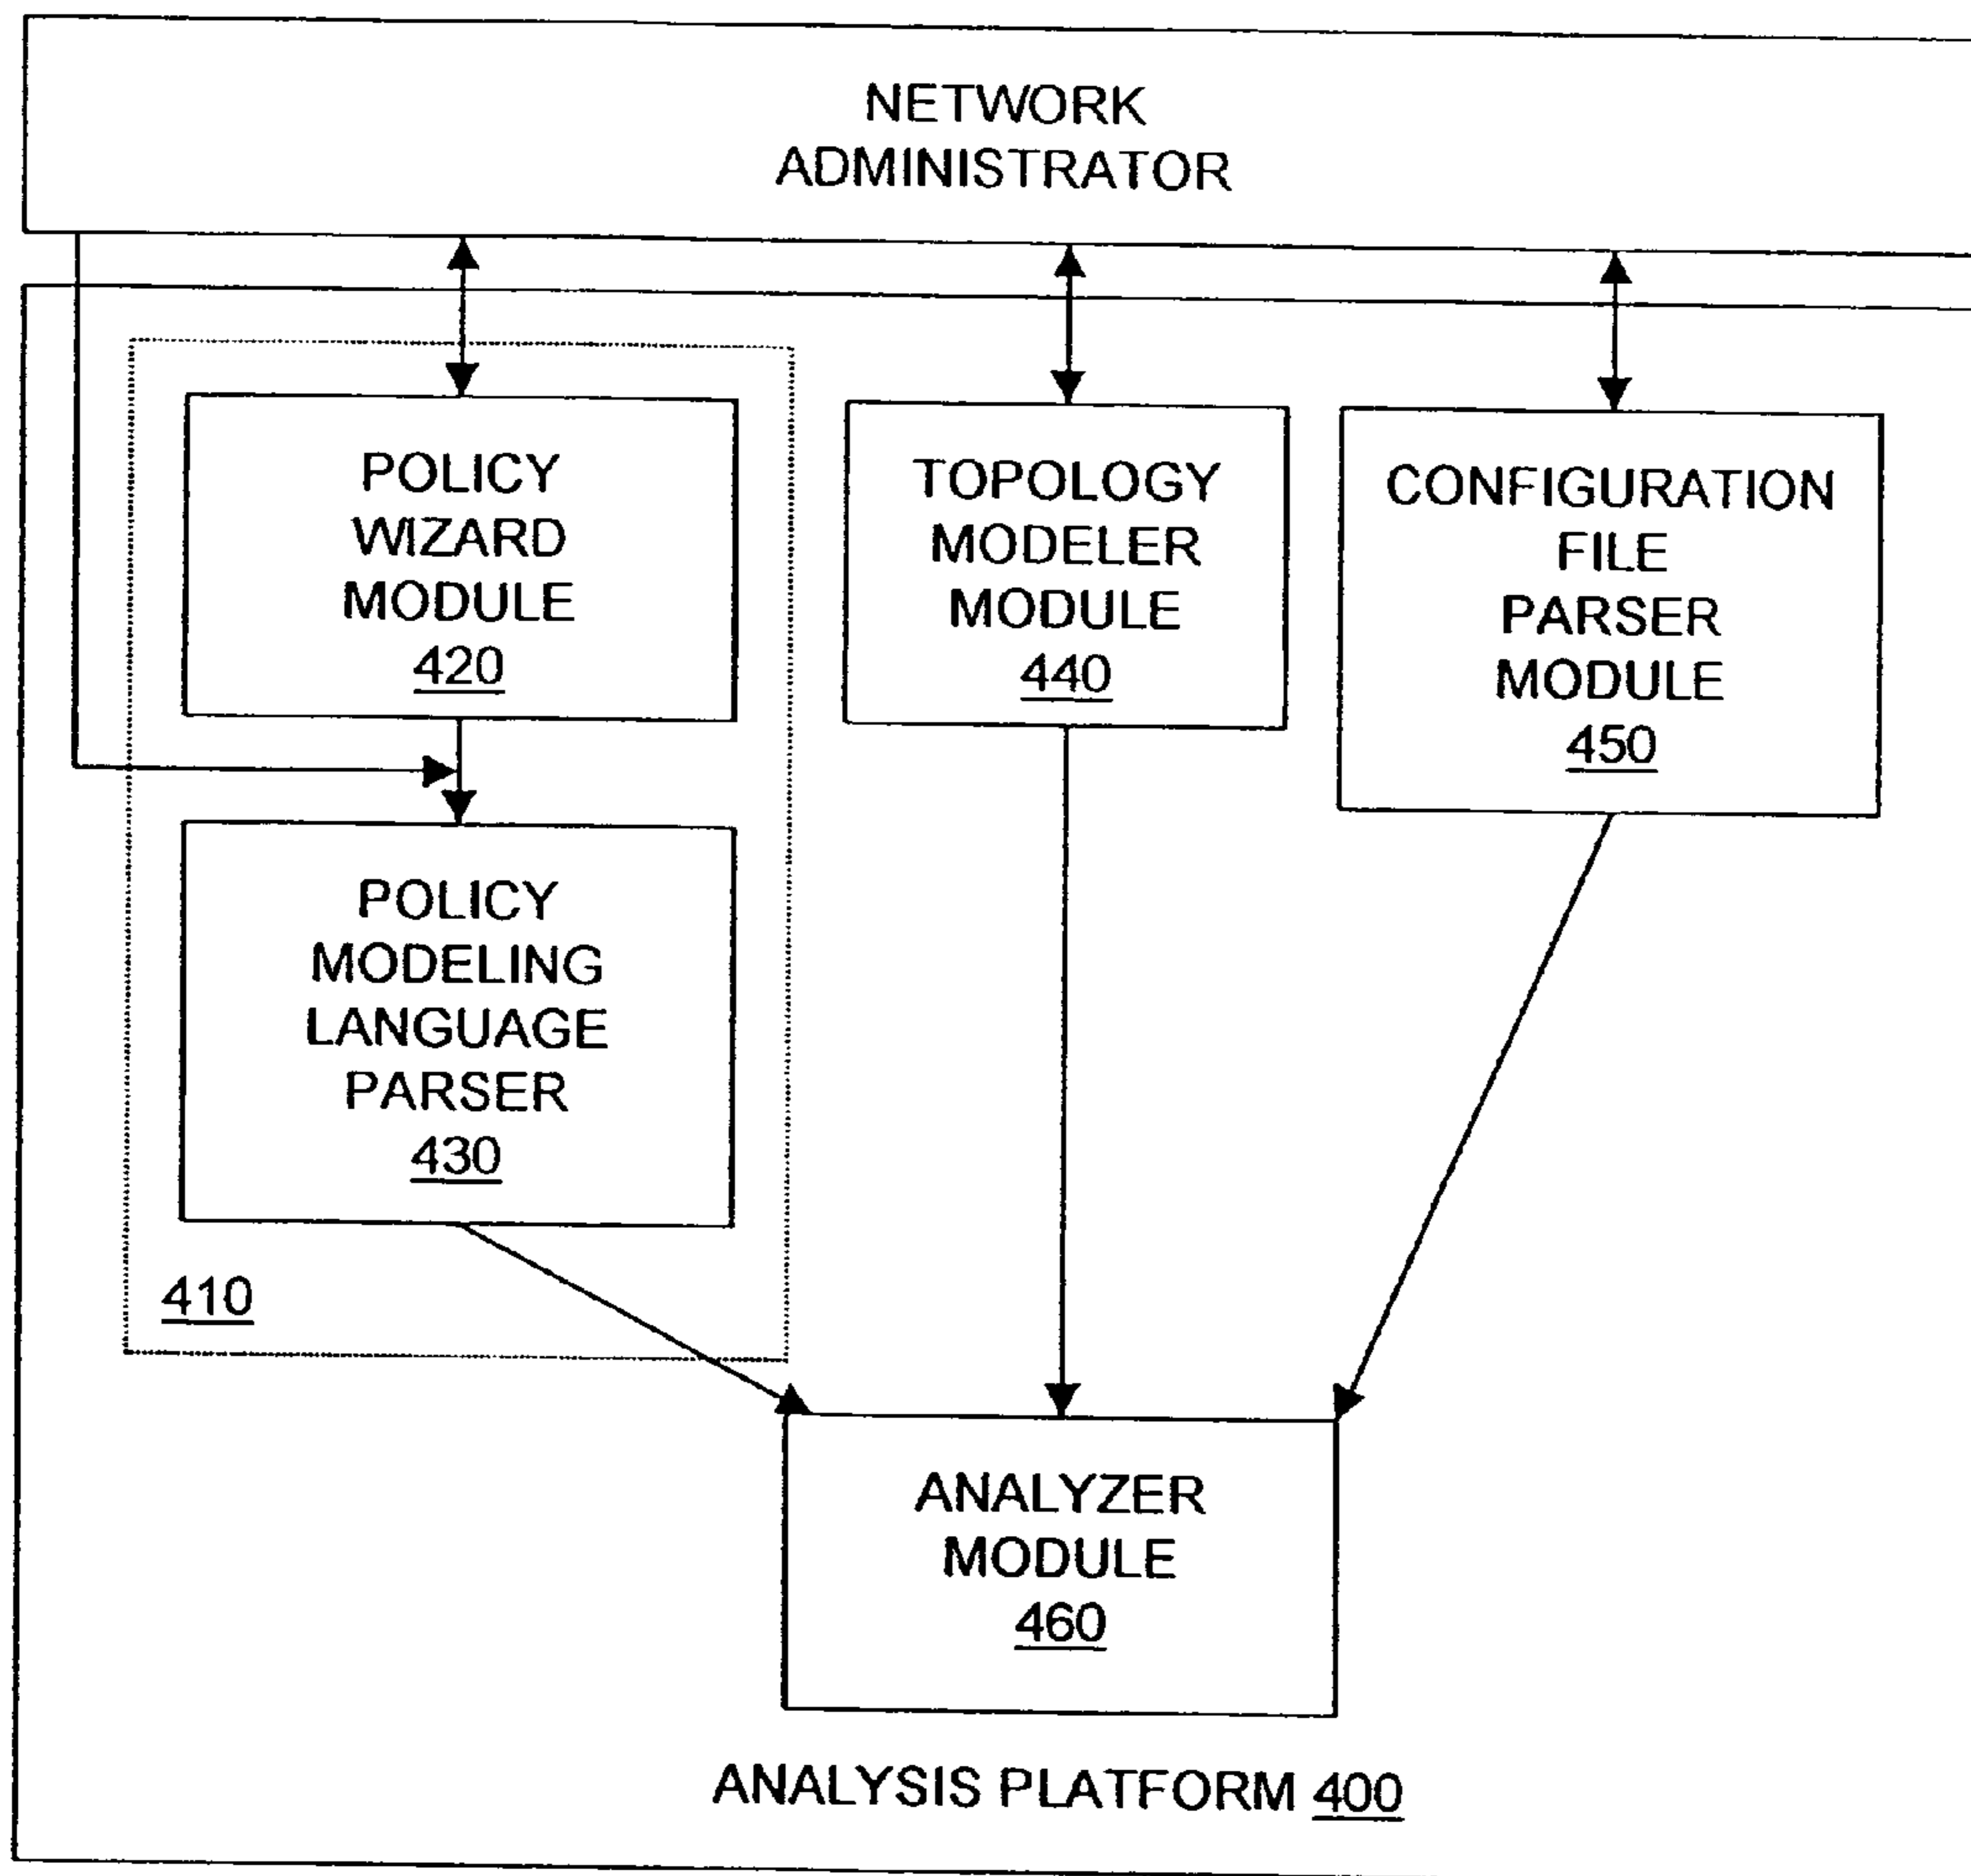 NETWORK
ADMINISTRATOR
POLICY
WIZARD
MODULE
420
TOPOLOGY
MODELER
MODULE
440
CONFIGURATION
FILE
PARSER
MODULE
450
POLICY
MODELING
LANGUAGE
PARSER
430
410
ANALYZER
MODULE
460
ANALYSIS PLATFORM 400